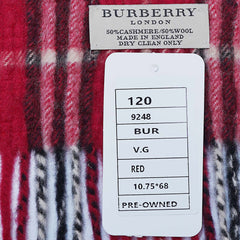 BURBERRY
LONDON
50%CASHMERE/50%WOOL
MADE IN ENGLAND
DRY CLEAN ONLY
120
9248
BUR
V.G
RED
10.75*68
PRE-OWNED